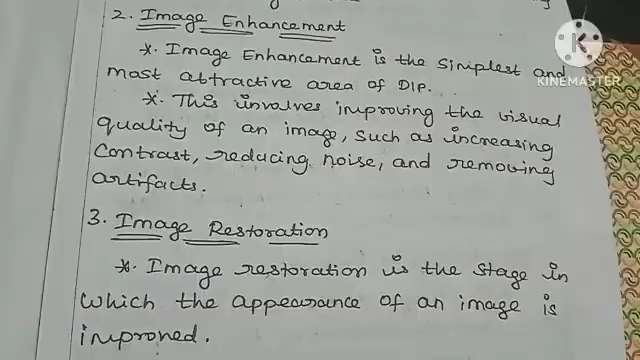 2. Image Enhancement
*. Image Enhancament is the simplest and
most attractive area of DIP.
*. This involves improving the visual
quality of an image, such as increasing
contrast, reducing noise, and removing
artifacts.
3. Image Restoration
*. Image restoration is the stage in
which the appearance of an image is
improned.
KINEMASTER